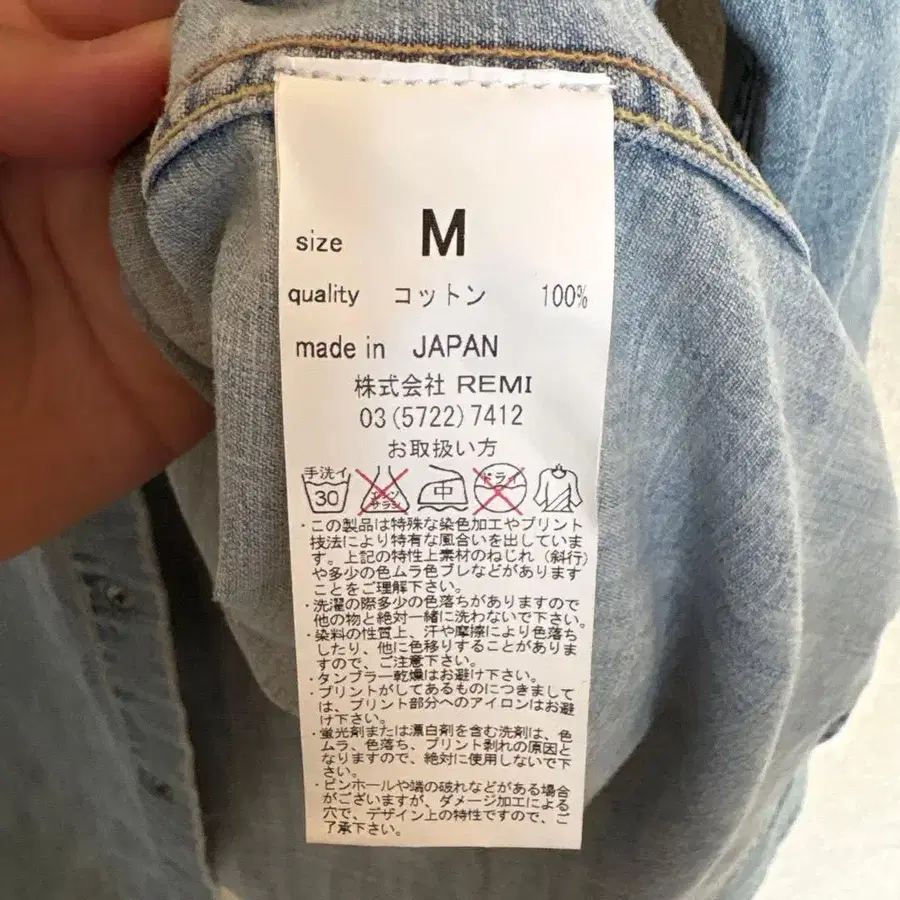 size M
quality コットン 100%
made in JAPAN
株式会社 REMI
03(5722)7412
お取扱い方
手洗イ エンソサラシ 中 ドライ
30
・この製品は特殊な染色加工やプリント
技法により特有な風合いを出していま
す。上記の特性上素材のねじれ（斜行）
や多少の色ムラ色ブレなどがあります
ことをご理解下さい。
・洗濯の際多少の色落ちがありますので
他の物と絶対一緒に洗わないで下さい。
・染料の性質上、汗や摩擦により色落ち
したり、他に色移りすることがありま
すので、ご注意下さい。
・タンブラー乾燥はお避け下さい。
・プリントがしてあるものにつきまして
は、プリント部分へのアイロンはお避
け下さい。
・蛍光剤または漂白剤を含む洗剤は、色
ムラ、色落ち、プリント剥れの原因と
なりますので、絶対に使用しないで下
さい。
・ピンホールや端の破れなどがある場合
がございますが、ダメージ加工による
穴で、デザイン上の特性ですので、ご
了承下さい。